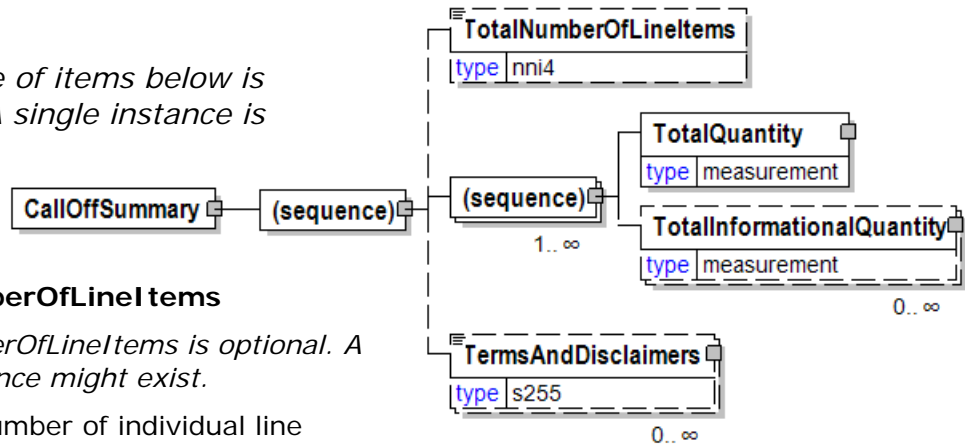 TotalNumberOfLineItems
type nni4
e of items below is
A single instance is
TotalQuantity
type measurement
CallOffSummary
(sequence)
(sequence)
1.. ∞
TotalInformationalQuantity
type measurement
0.. ∞
berOfLineItems
erOfLineItems is optional. A
nce might exist.
umber of individual line
TermsAndDisclaimers
type s255
0.. ∞